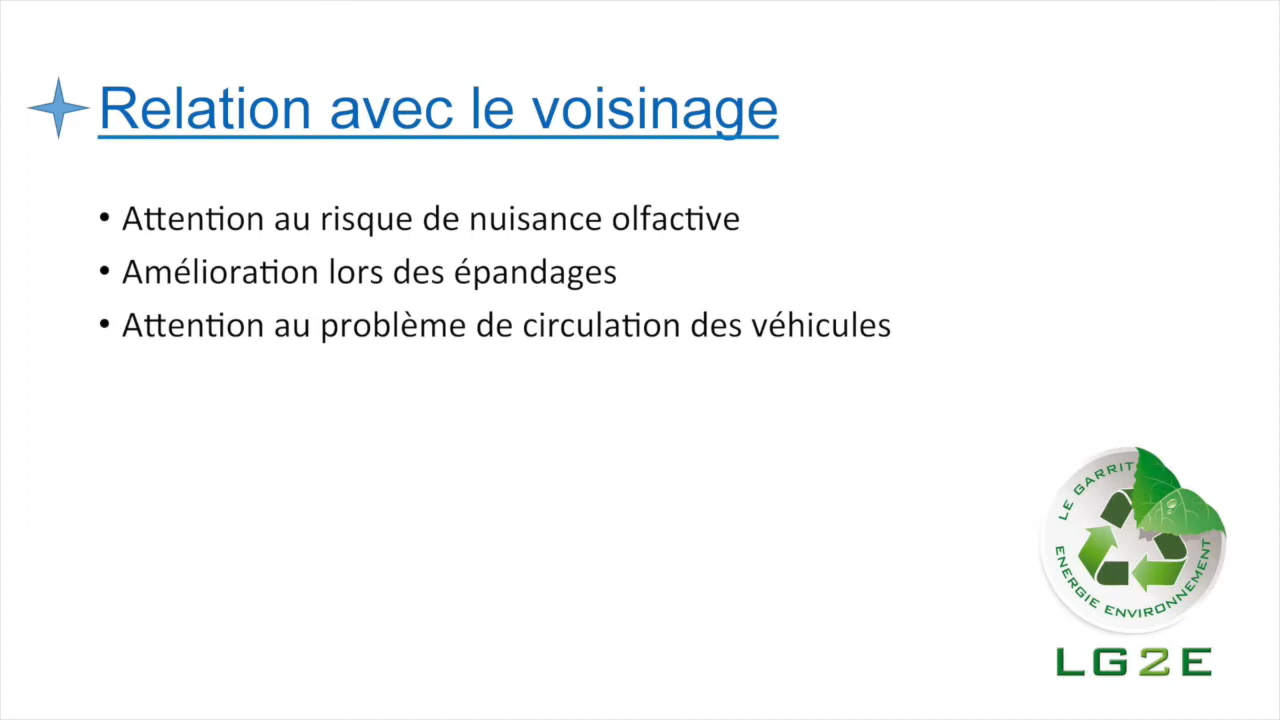 Relation avec le voisinage
• Attention au risque de nuisance olfactive
• Amélioration lors des épandages
• Attention au problème de circulation des véhicules
LE
ENERGIE ENVIRONNEMENT
LG2E